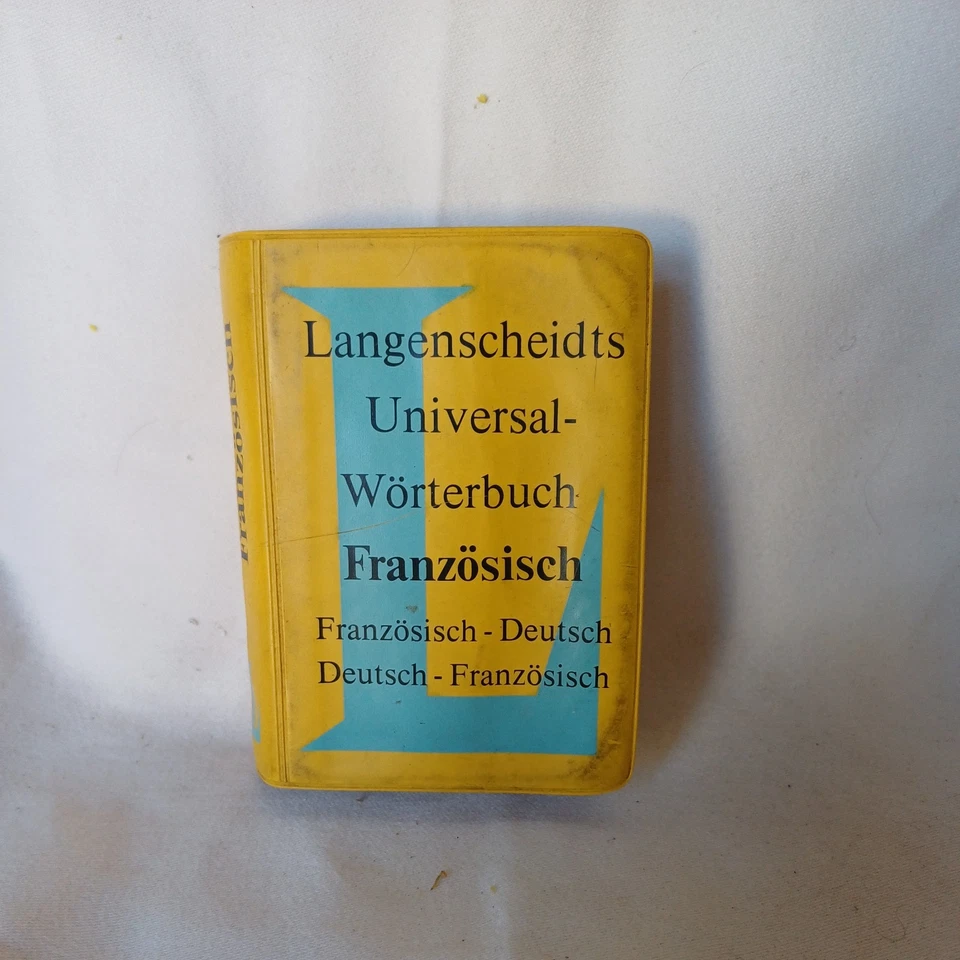 Langenscheidts
Universal-
Wörterbuch
Französisch
Französisch - Deutsch
Deutsch - Französisch
Französisch